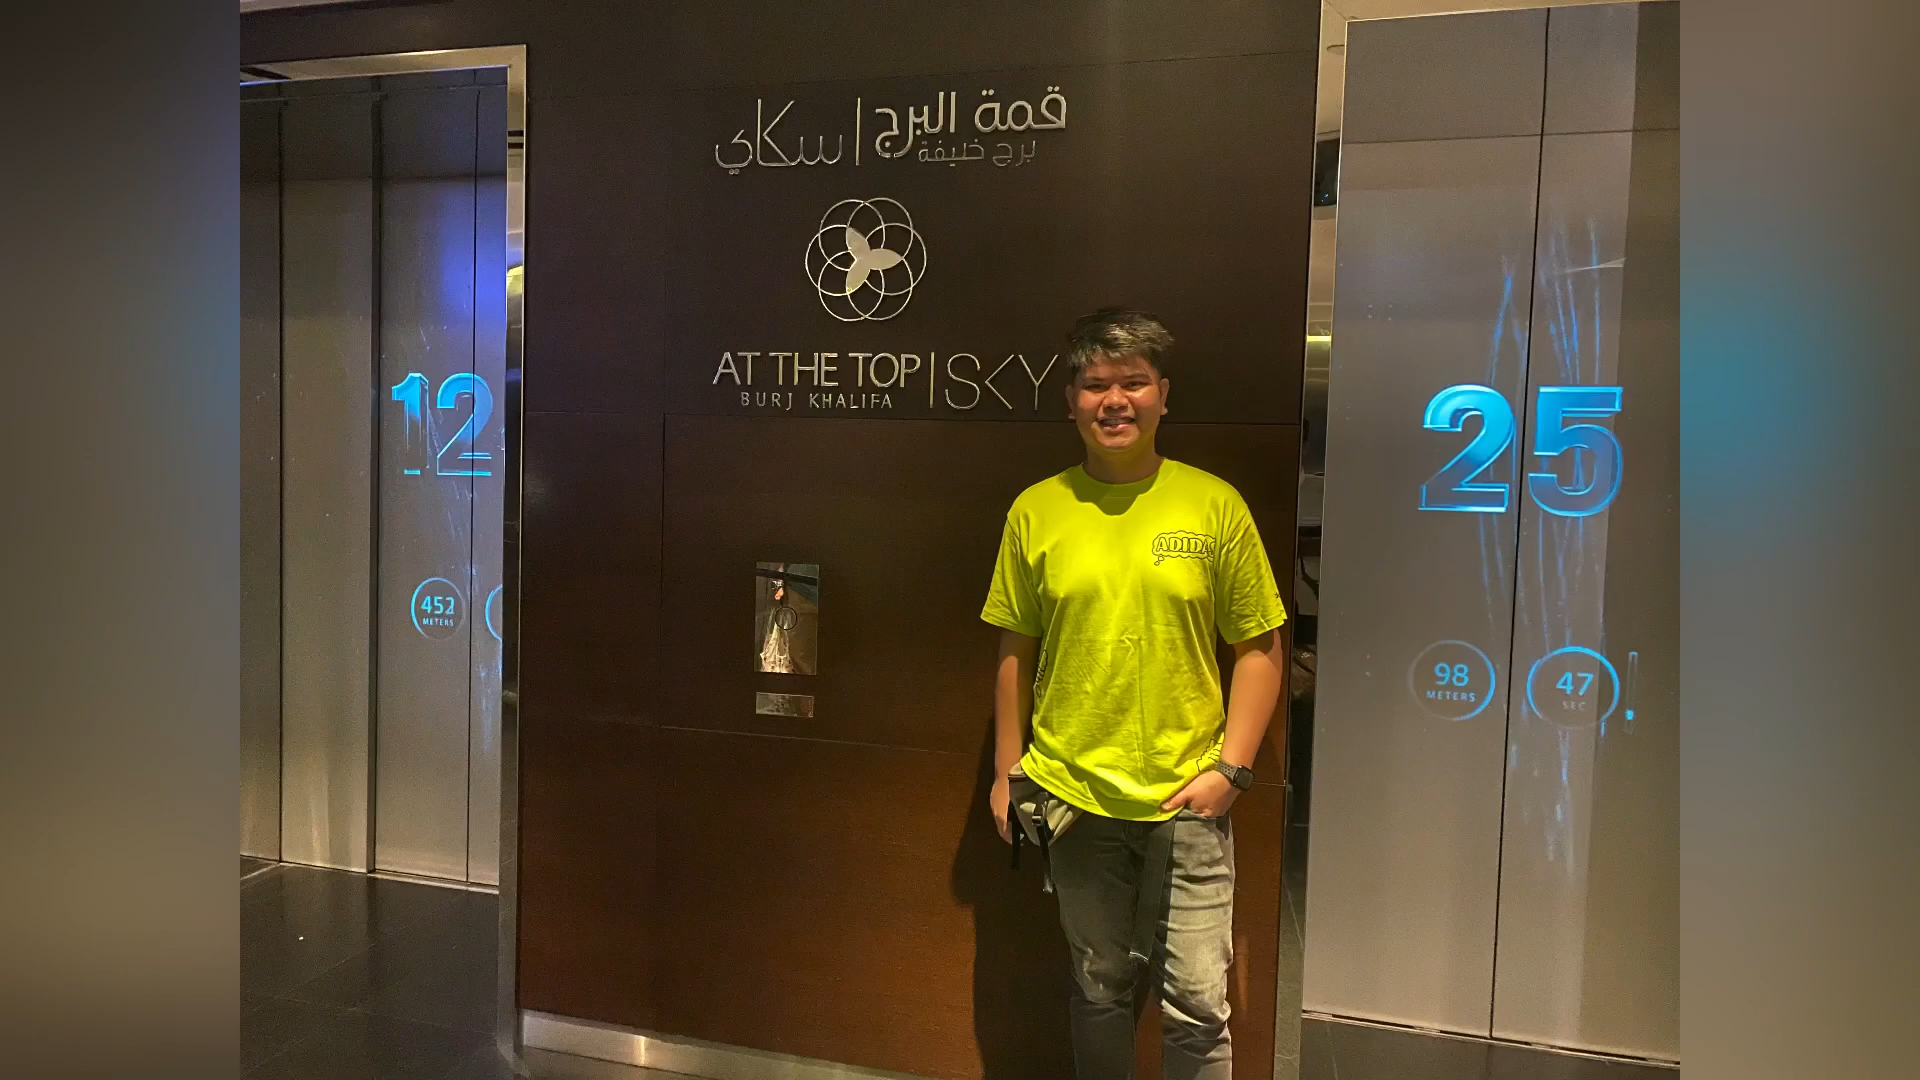 قمة البرج | سكاي
برج خليفة
AT THE TOP | SKY
BURJ KHALIFA
12
452
METERS
25
98
METERS
47
SEC
ADIDAS